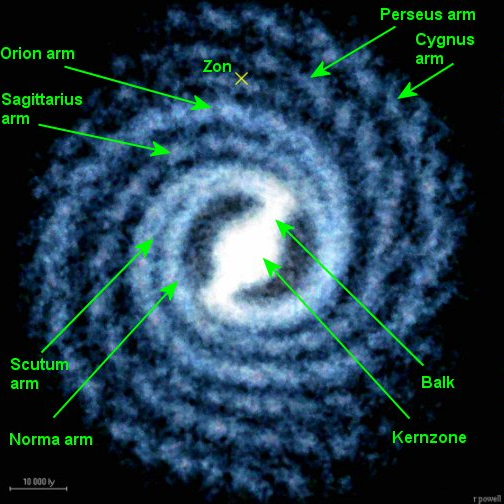 Perseus arm
Cygnus
arm
Orion arm
Zon
Sagittarius
arm
Scutum
arm
Balk
Norma arm
Kernzone
10 000 ly
r powell